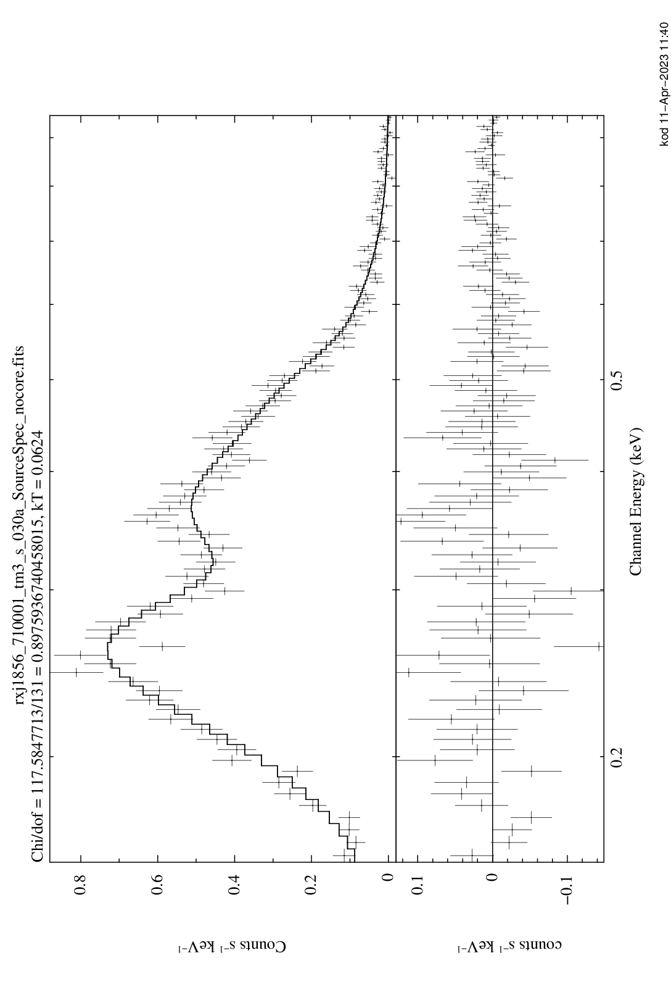 rxj1856_710001_tm3_s_030a_SourceSpec_nocore.fits
Chi/dof = 117.5847713/131 = 0.8975936740458015, kT = 0.0624
Counts s⁻¹ keV⁻¹
0.8
0.6
0.4
0.2
0
counts s⁻¹ keV⁻¹
0.1
0
−0.1
0.2
0.5
Channel Energy (keV)
kod 11−Apr−2023 11:40